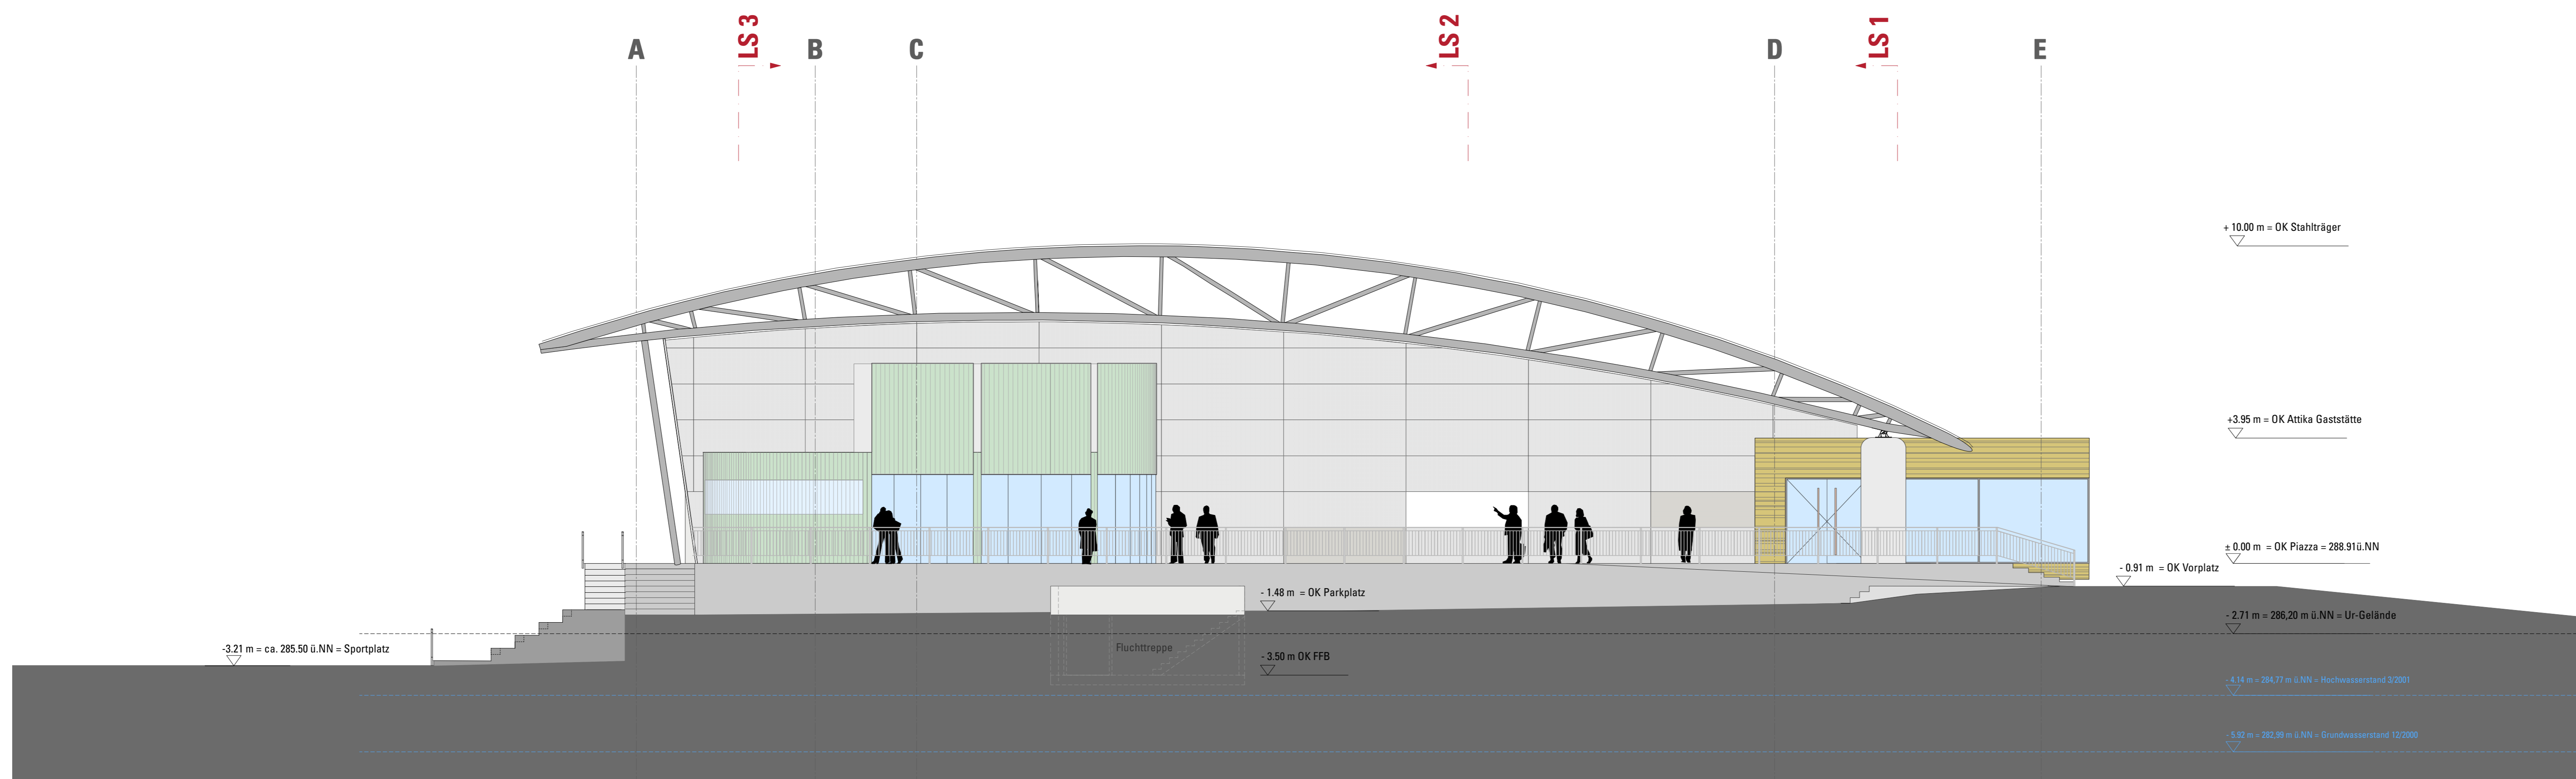 A
LS 3
B
C
LS 2
D
LS 1
E
+ 10.00 m = OK Stahlträger
+3.95 m = OK Attika Gaststätte
± 0.00 m = OK Piazza = 288.91ü.NN
- 0.91 m = OK Vorplatz
- 1.48 m = OK Parkplatz
- 2.71 m = 286,20 m ü.NN = Ur-Gelände
-3.21 m = ca. 285.50 ü.NN = Sportplatz
Fluchttreppe
- 3.50 m OK FFB
- 4.14 m = 284,77 m ü.NN = Hochwasserstand 3/2001
- 5.92 m = 282,99 m ü.NN = Grundwasserstand 12/2000